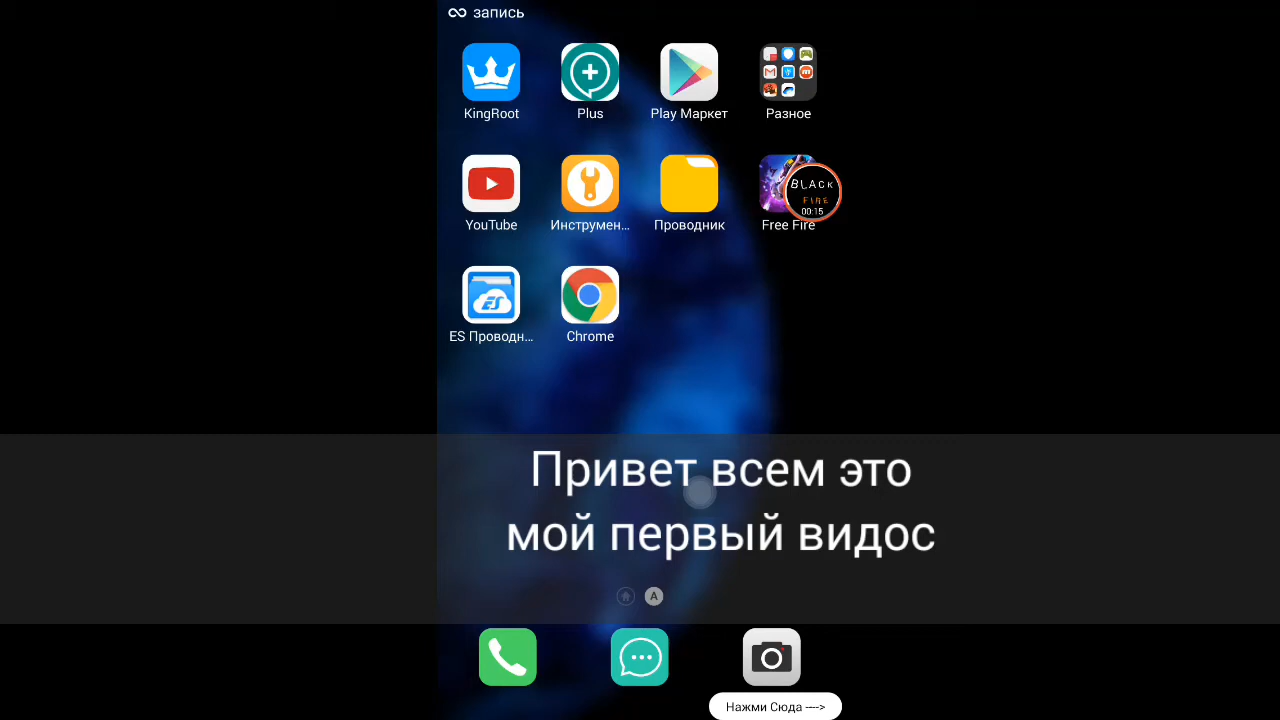 запись
KingRoot
Plus
Play Маркет
Разное
YouTube
Инструмен...
Проводник
BLACK
FIRE
00:15
Free Fire
ES
ES Проводн...
Chrome
Привет всем это
мой первый видос
A
Нажми Сюда ---->